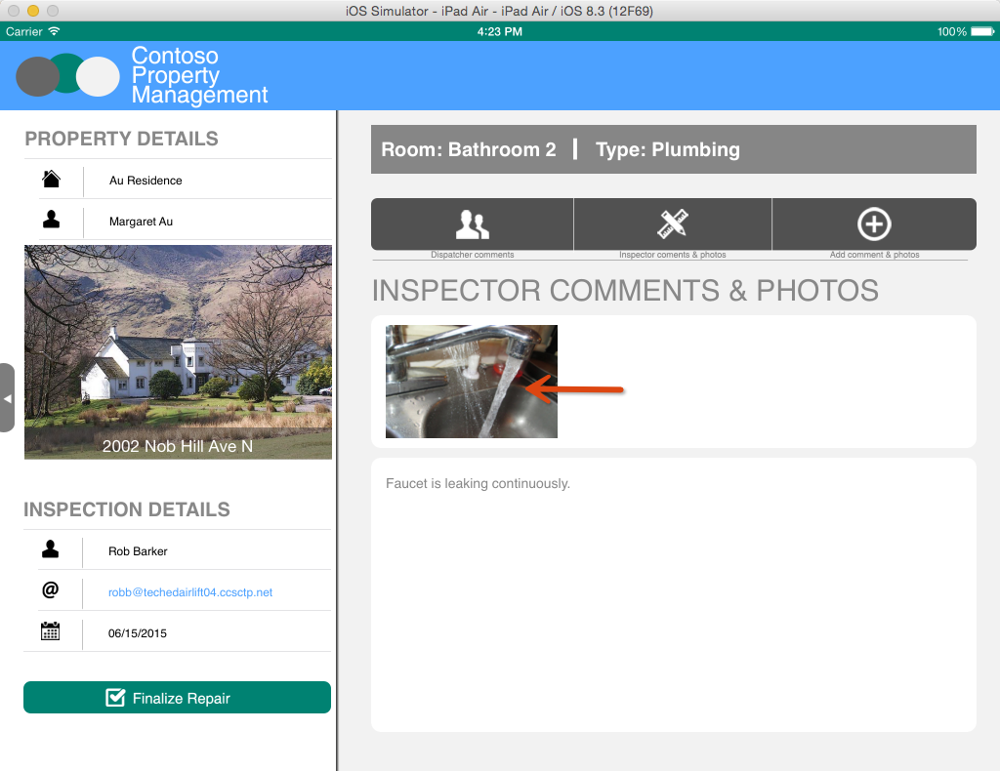 iOS Simulator - iPad Air - iPad Air / iOS 8.3 (12F69)
Carrier 4:23 PM 100%
Contoso
Property
Management
PROPERTY DETAILS
Au Residence
Margaret Au
2002 Nob Hill Ave N
INSPECTION DETAILS
Rob Barker
@ robb@techedairlift04.ccsctp.net
06/15/2015
Finalize Repair
Room: Bathroom 2 | Type: Plumbing
Dispatcher comments Inspector coments & photos Add comment & photos
INSPECTOR COMMENTS & PHOTOS
Faucet is leaking continuously.